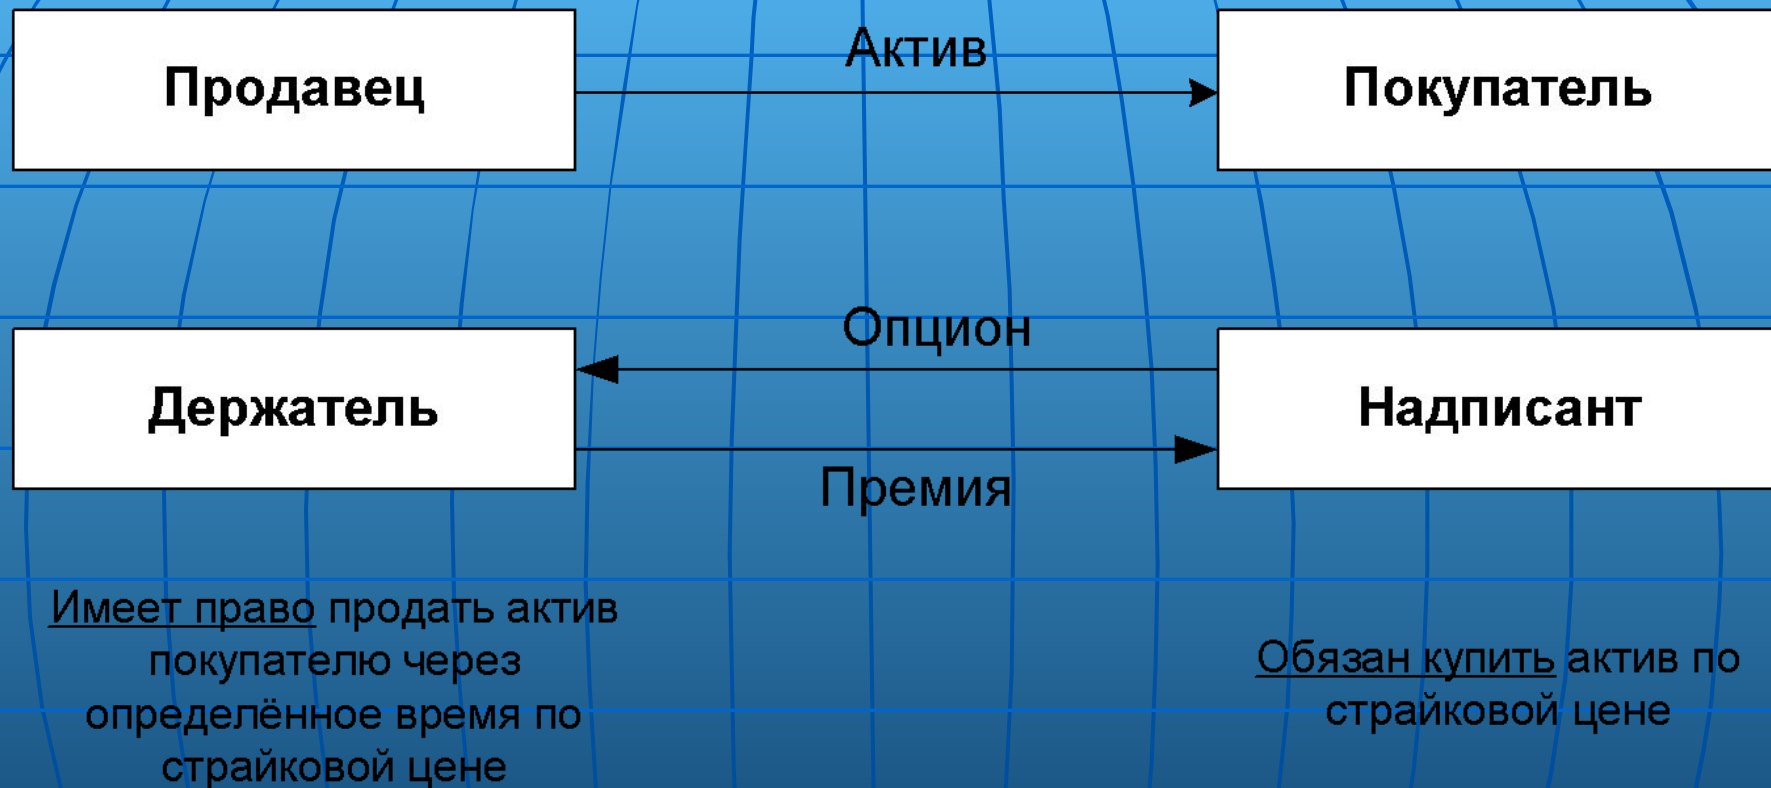 Продавец
Актив
Покупатель
Держатель
Опцион
Премия
Надписант
Имеет право продать актив
покупателю через
определённое время по
страйковой цене
Обязан купить актив по
страйковой цене